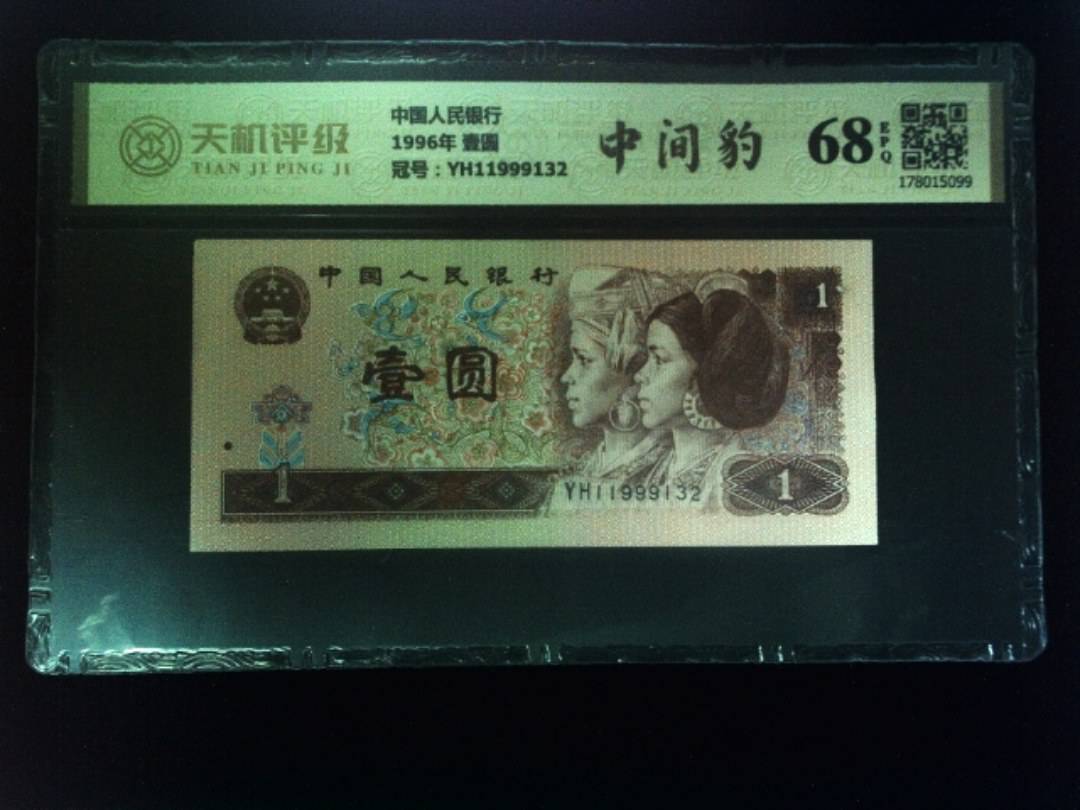 天机评级
TIAN JI PING JI
中国人民银行
1996年 壹圆
冠号：YH11999132
中间豹
68
EPQ
178015099
中国人民银行
1
壹圆
1
YH11999132
1